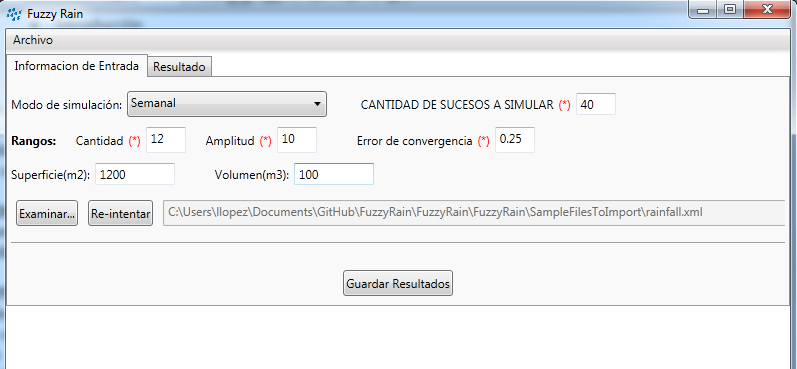 Fuzzy Rain
Archivo
Informacion de Entrada Resultado
Modo de simulación: Semanal CANTIDAD DE SUCESOS A SIMULAR (*) 40
Rangos: Cantidad (*) 12 Amplitud (*) 10 Error de convergencia (*) 0.25
Superficie(m2): 1200 Volumen(m3): 100
Examinar... Re-intentar C:\Users\llopez\Documents\GitHub\FuzzyRain\FuzzyRain\FuzzyRain\SampleFilesToImport\rainfall.xml
Guardar Resultados